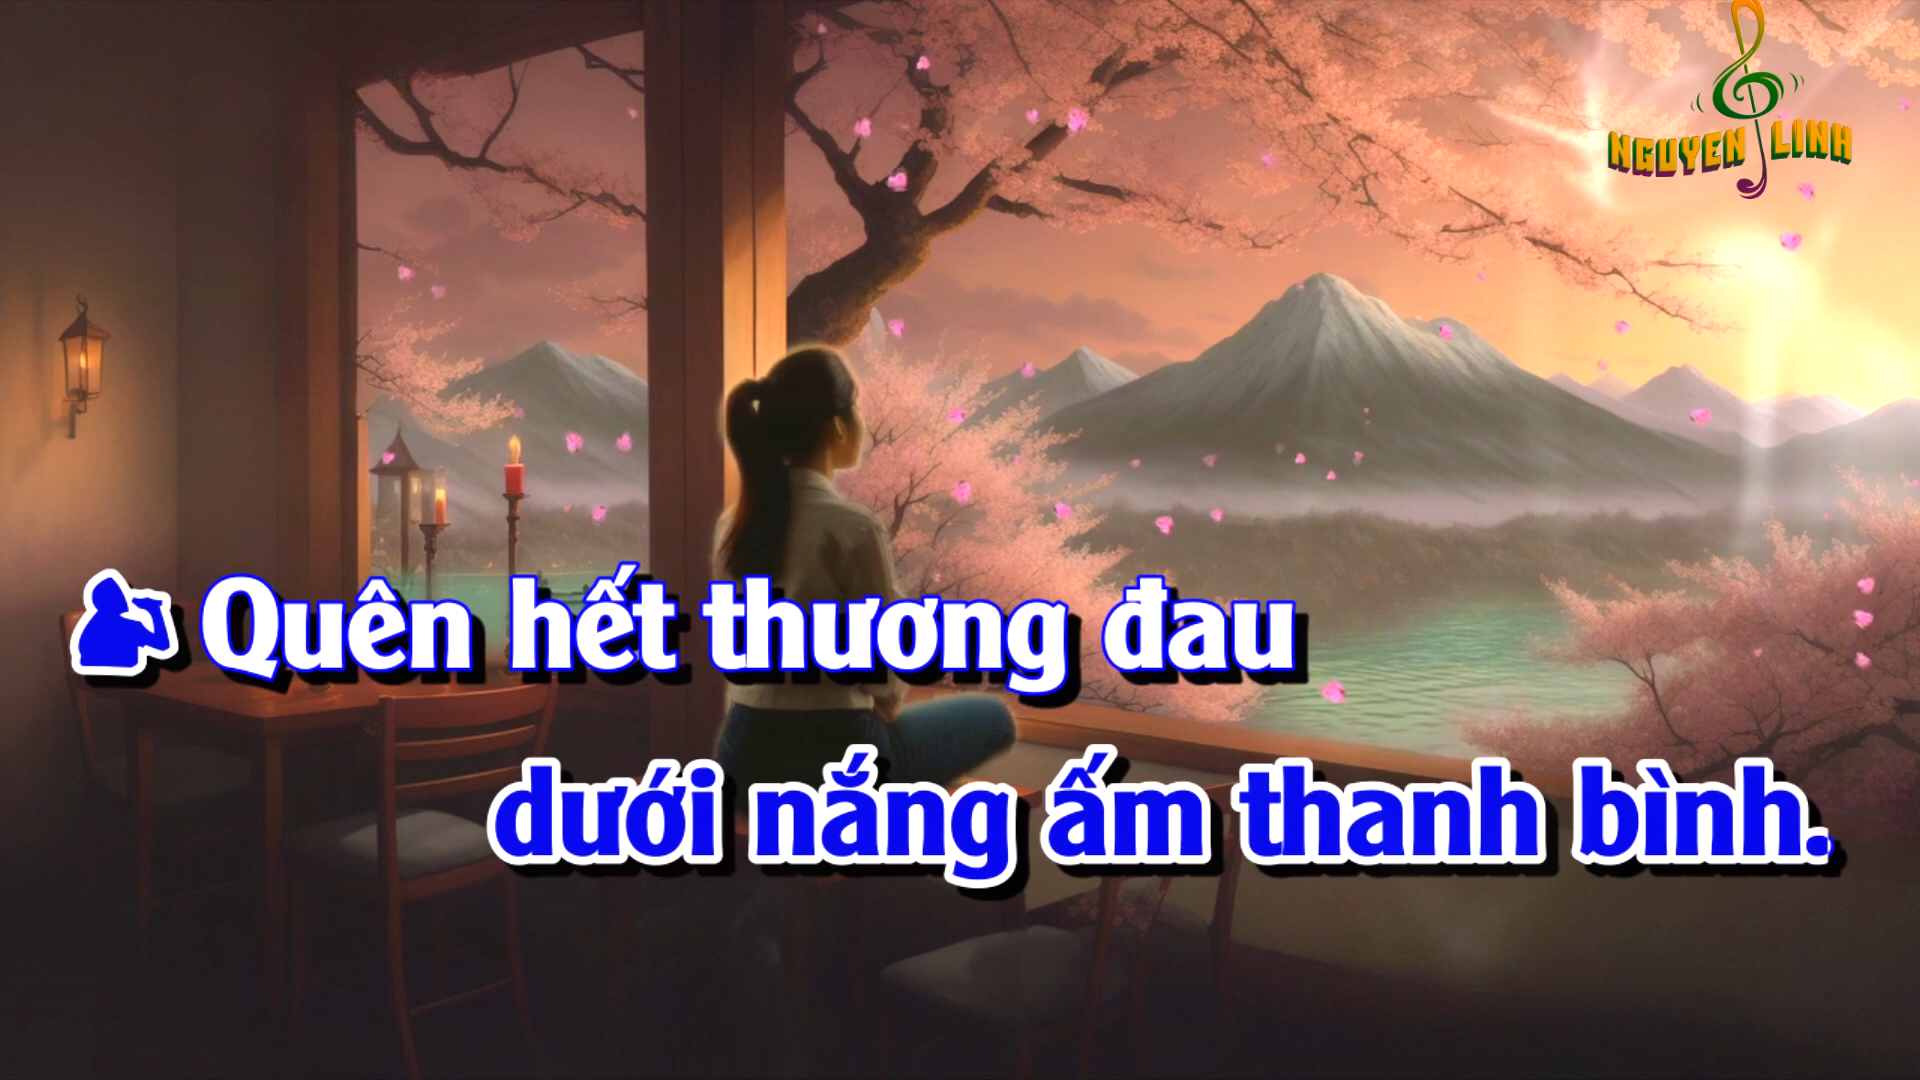 NGUYEN LINH
Quên hết thương đau
dưới nắng ấm thanh bình.